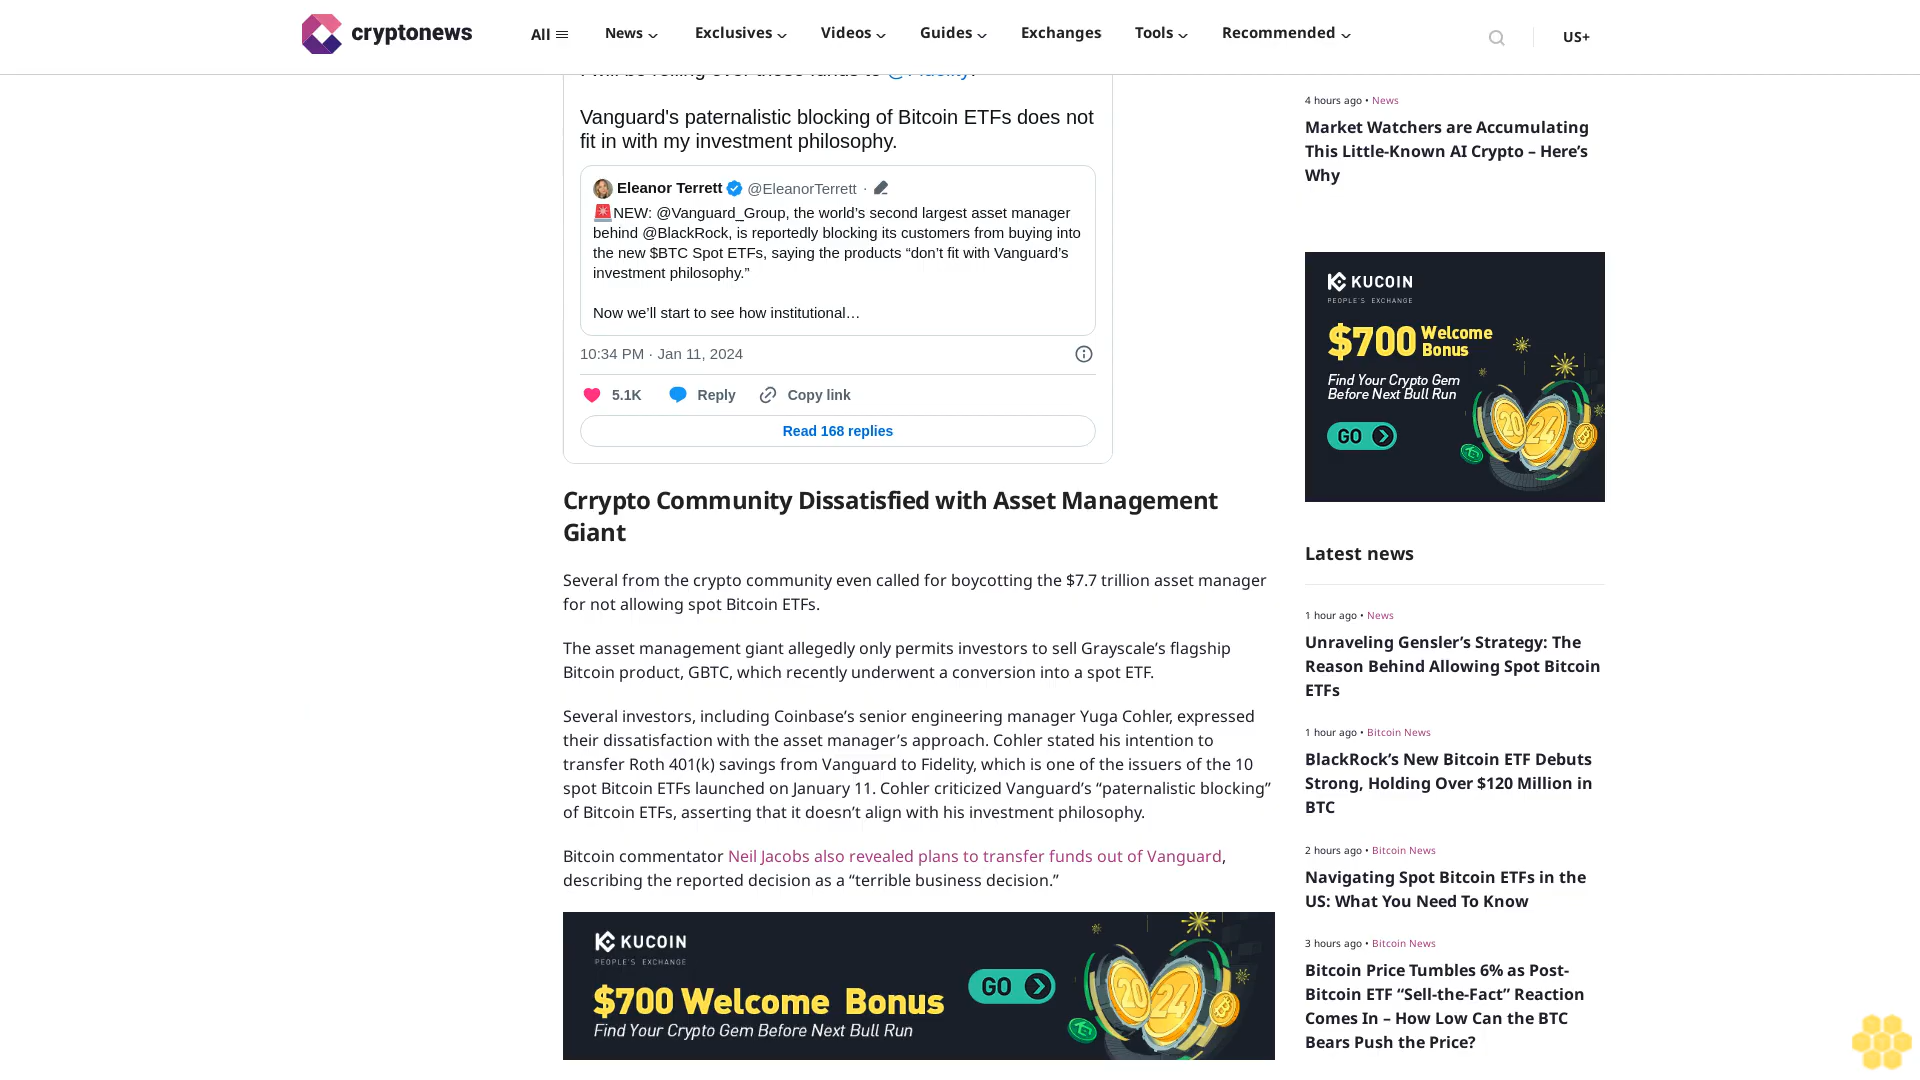 cryptonews
All
News
Exclusives
Videos
Guides
Exchanges
Tools
Recommended
US+
Vanguard's paternalistic blocking of Bitcoin ETFs does not
fit in with my investment philosophy.
Eleanor Terrett @EleanorTerrett ·
🚨NEW: @Vanguard_Group, the world’s second largest asset manager
behind @BlackRock, is reportedly blocking its customers from buying into
the new $BTC Spot ETFs, saying the products “don’t fit with Vanguard’s
investment philosophy.”
Now we’ll start to see how institutional…
10:34 PM · Jan 11, 2024
5.1K Reply Copy link
Read 168 replies
Crrypto Community Dissatisfied with Asset Management
Giant
Several from the crypto community even called for boycotting the $7.7 trillion asset manager
for not allowing spot Bitcoin ETFs.
The asset management giant allegedly only permits investors to sell Grayscale’s flagship
Bitcoin product, GBTC, which recently underwent a conversion into a spot ETF.
Several investors, including Coinbase’s senior engineering manager Yuga Cohler, expressed
their dissatisfaction with the asset manager’s approach. Cohler stated his intention to
transfer Roth 401(k) savings from Vanguard to Fidelity, which is one of the issuers of the 10
spot Bitcoin ETFs launched on January 11. Cohler criticized Vanguard’s “paternalistic blocking”
of Bitcoin ETFs, asserting that it doesn’t align with his investment philosophy.
Bitcoin commentator Neil Jacobs also revealed plans to transfer funds out of Vanguard,
describing the reported decision as a “terrible business decision.”
KUCOIN
PEOPLE'S EXCHANGE
$700 Welcome Bonus
Find Your Crypto Gem Before Next Bull Run
GO
20
24
4 hours ago • News
Market Watchers are Accumulating
This Little-Known AI Crypto – Here’s
Why
KUCOIN
PEOPLE'S EXCHANGE
$700 Welcome
Bonus
Find Your Crypto Gem
Before Next Bull Run
GO
20
24
Latest news
1 hour ago • News
Unraveling Gensler’s Strategy: The
Reason Behind Allowing Spot Bitcoin
ETFs
1 hour ago • Bitcoin News
BlackRock’s New Bitcoin ETF Debuts
Strong, Holding Over $120 Million in
BTC
2 hours ago • Bitcoin News
Navigating Spot Bitcoin ETFs in the
US: What You Need To Know
3 hours ago • Bitcoin News
Bitcoin Price Tumbles 6% as Post-
Bitcoin ETF “Sell-the-Fact” Reaction
Comes In – How Low Can the BTC
Bears Push the Price?